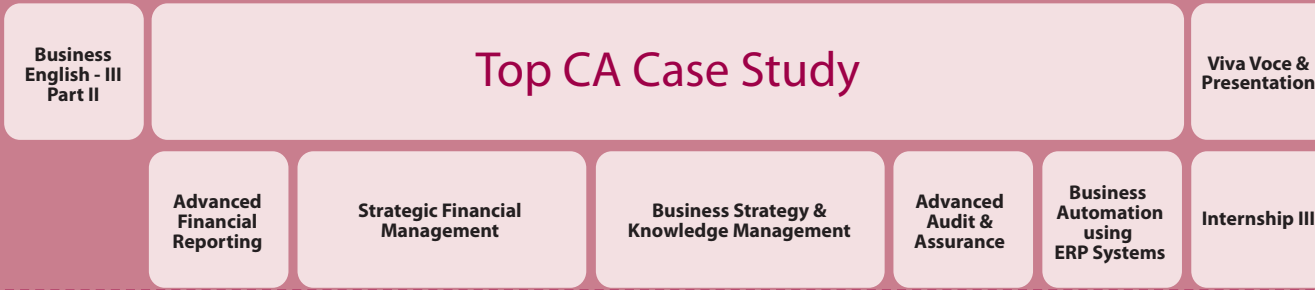 Business
English - III
Part II
Top CA Case Study
Viva Voce &
Presentation
Advanced
Financial
Reporting
Strategic Financial
Management
Business Strategy &
Knowledge Management
Advanced
Audit &
Assurance
Business
Automation
using
ERP Systems
Internship III